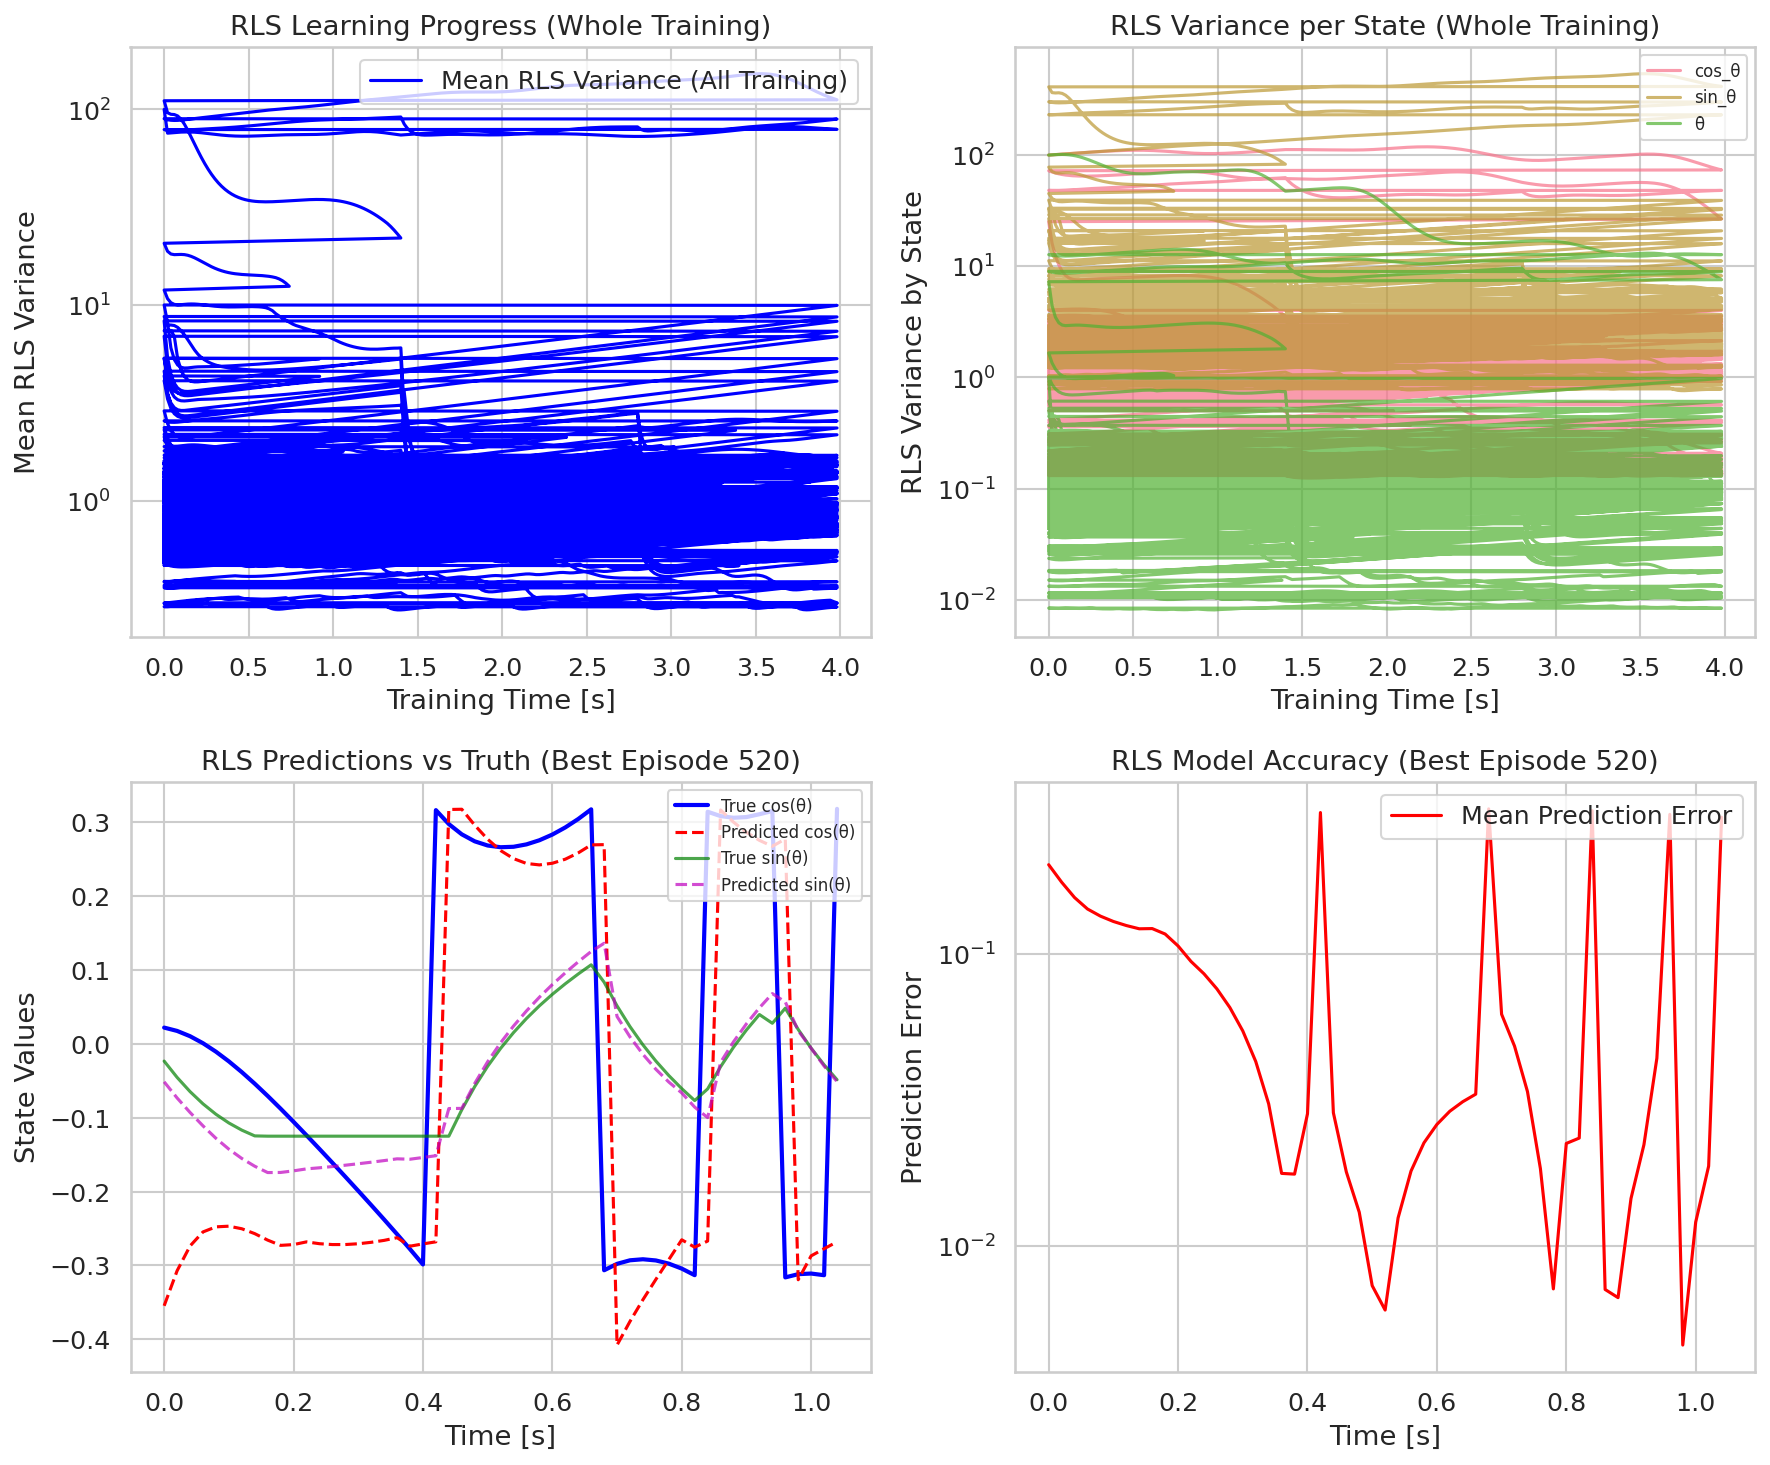 RLS Learning Progress (Whole Training)
Mean RLS Variance (All Training)
Mean RLS Variance
10²
10¹
10⁰
0.0 0.5 1.0 1.5 2.0 2.5 3.0 3.5 4.0
Training Time [s]
RLS Variance per State (Whole Training)
cos_θ
sin_θ
θ̇
RLS Variance by State
10²
10¹
10⁰
10⁻¹
10⁻²
0.0 0.5 1.0 1.5 2.0 2.5 3.0 3.5 4.0
Training Time [s]
RLS Predictions vs Truth (Best Episode 520)
True cos(θ)
Predicted cos(θ)
True sin(θ)
Predicted sin(θ)
State Values
0.3
0.2
0.1
0.0
−0.1
−0.2
−0.3
−0.4
0.0 0.2 0.4 0.6 0.8 1.0
Time [s]
RLS Model Accuracy (Best Episode 520)
Mean Prediction Error
Prediction Error
10⁻¹
10⁻²
0.0 0.2 0.4 0.6 0.8 1.0
Time [s]